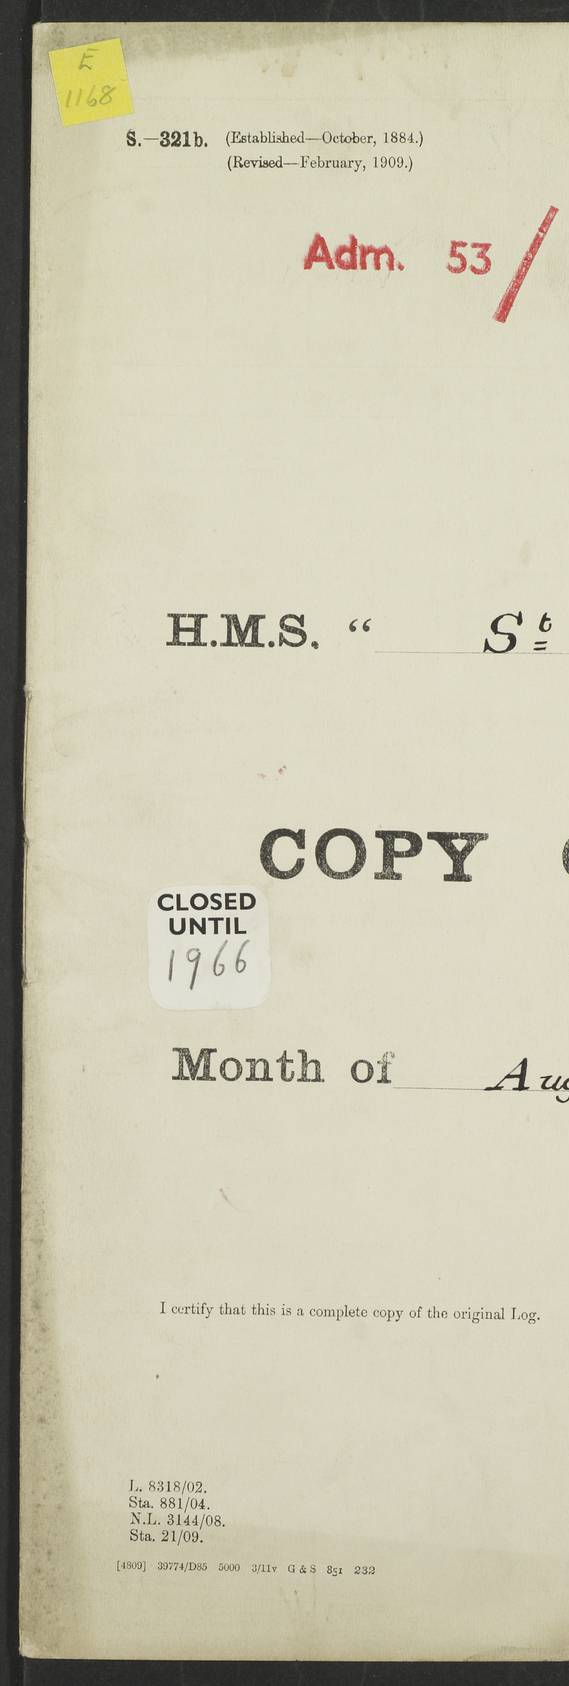 E
1168
S.—321b. (Established—October, 1884.)
(Revised—February, 1909.)
Adm. 53/
H.M.S. “ St
COPY
CLOSED
UNTIL
1966
Month of Aug
I certify that this is a complete copy of the original Log.
L. 8318/02.
Sta. 881/04.
N.L. 3144/08.
Sta. 21/09.
[4809] 39774/D85 5000 3/11v G & S 851 232